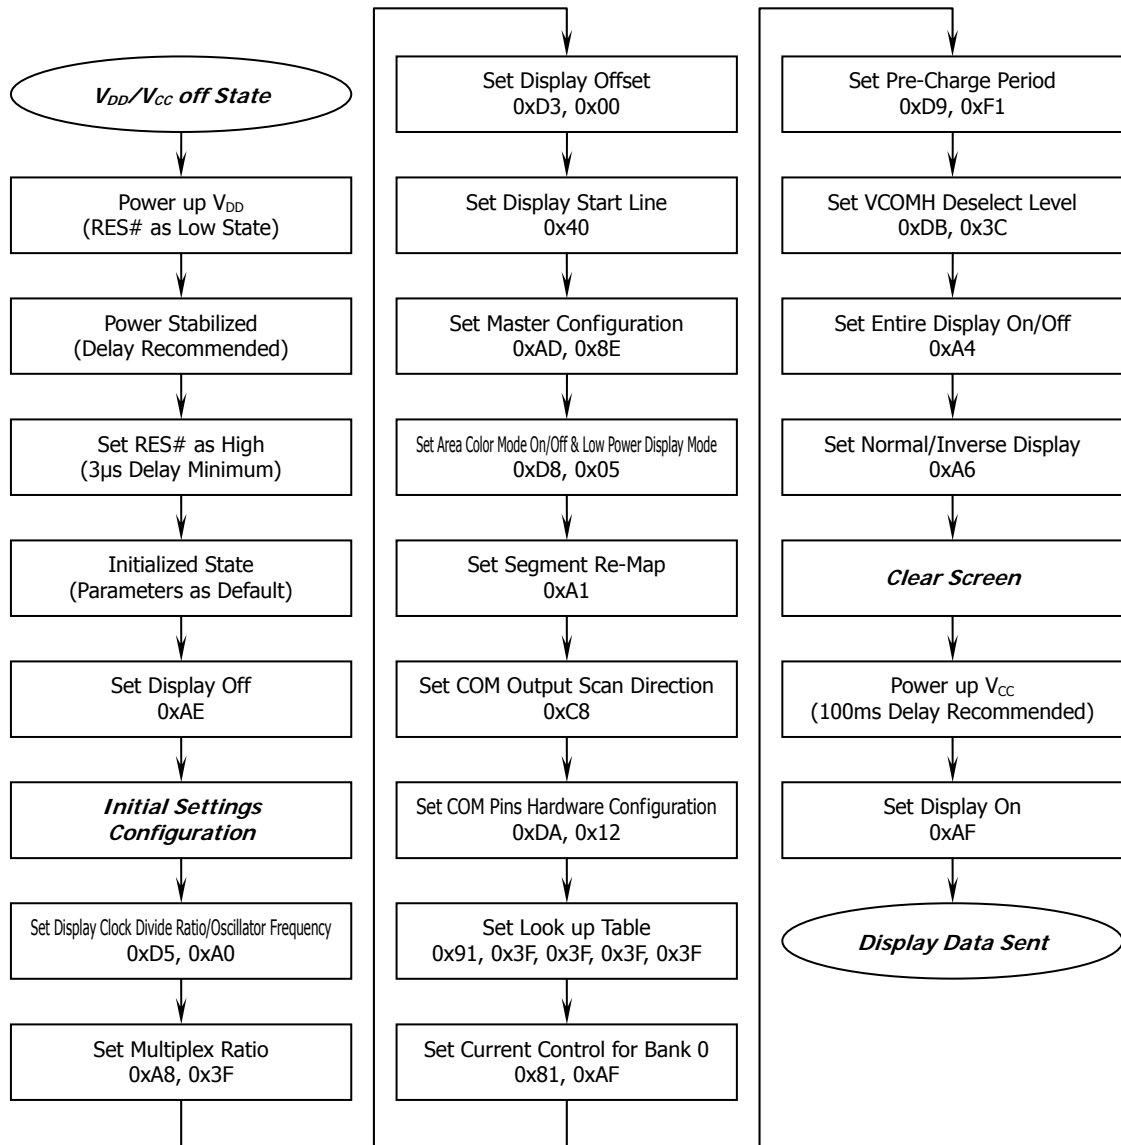 V_DD/V_CC off State
Power up V_DD
(RES# as Low State)
Power Stabilized
(Delay Recommended)
Set RES# as High
(3µs Delay Minimum)
Initialized State
(Parameters as Default)
Set Display Off
0xAE
Initial Settings
Configuration
Set Display Clock Divide Ratio/Oscillator Frequency
0xD5, 0xA0
Set Multiplex Ratio
0xA8, 0x3F
Set Display Offset
0xD3, 0x00
Set Display Start Line
0x40
Set Master Configuration
0xAD, 0x8E
Set Area Color Mode On/Off & Low Power Display Mode
0xD8, 0x05
Set Segment Re-Map
0xA1
Set COM Output Scan Direction
0xC8
Set COM Pins Hardware Configuration
0xDA, 0x12
Set Look up Table
0x91, 0x3F, 0x3F, 0x3F, 0x3F
Set Current Control for Bank 0
0x81, 0xAF
Set Pre-Charge Period
0xD9, 0xF1
Set VCOMH Deselect Level
0xDB, 0x3C
Set Entire Display On/Off
0xA4
Set Normal/Inverse Display
0xA6
Clear Screen
Power up V_CC
(100ms Delay Recommended)
Set Display On
0xAF
Display Data Sent